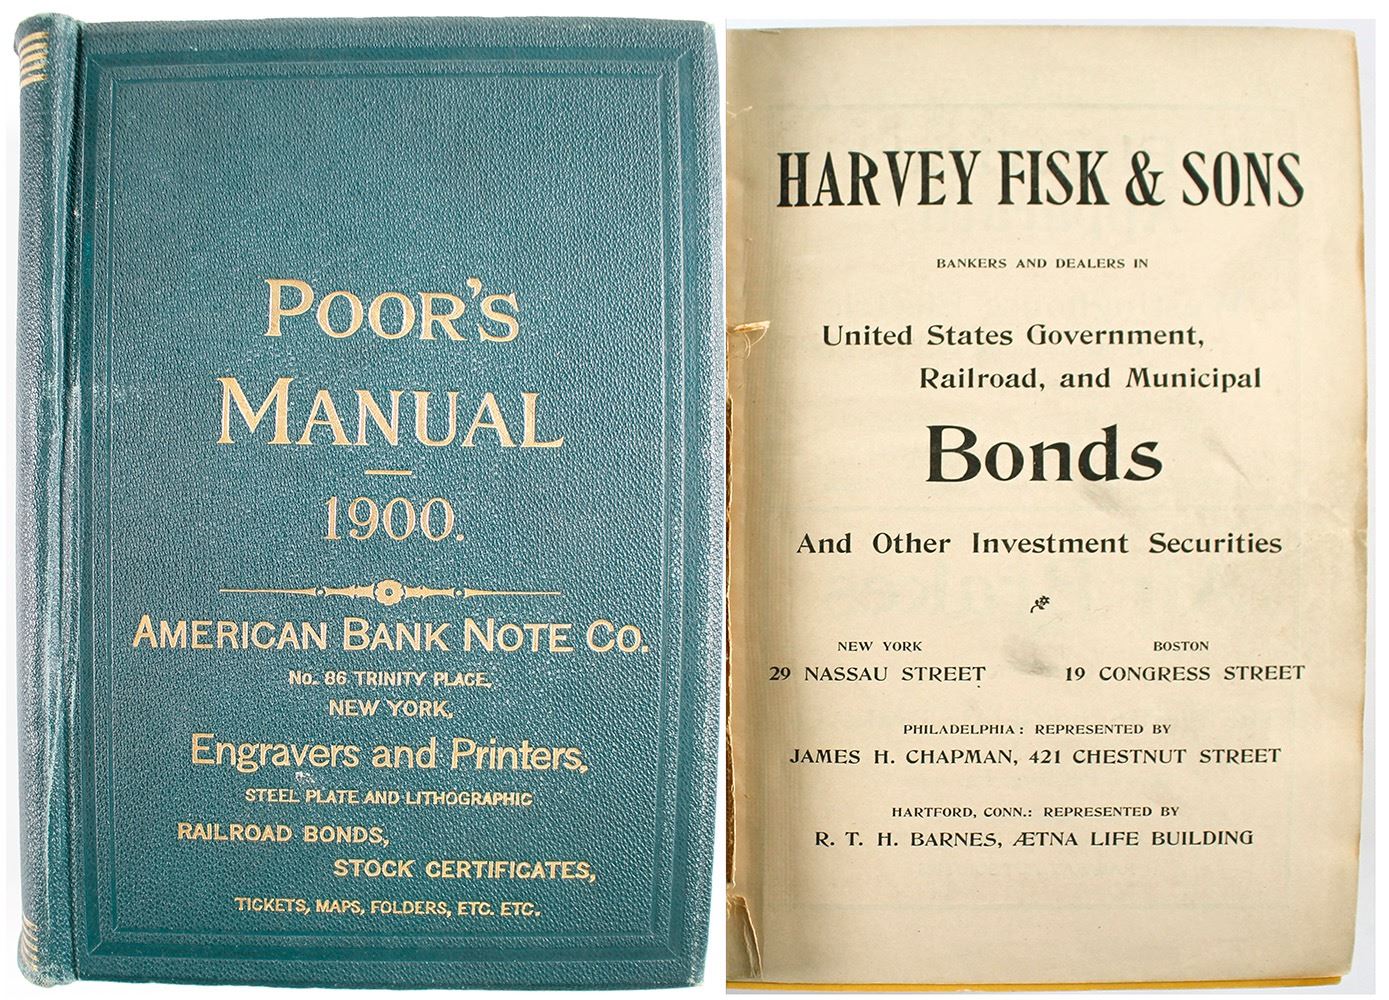 POOR'S
MANUAL
1900.
AMERICAN BANK NOTE CO.
No. 86 TRINITY PLACE,
NEW YORK,
Engravers and Printers,
STEEL PLATE AND LITHOGRAPHIC
RAILROAD BONDS,
STOCK CERTIFICATES,
TICKETS, MAPS, FOLDERS, ETC. ETC.
HARVEY FISK & SONS
BANKERS AND DEALERS IN
United States Government,
Railroad, and Municipal
Bonds
And Other Investment Securities
NEW YORK BOSTON
29 NASSAU STREET 19 CONGRESS STREET
PHILADELPHIA: REPRESENTED BY
JAMES H. CHAPMAN, 421 CHESTNUT STREET
HARTFORD, CONN.: REPRESENTED BY
R. T. H. BARNES, ÆTNA LIFE BUILDING